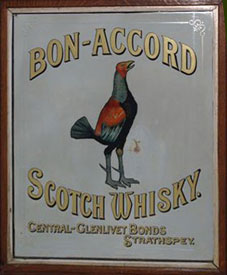 BON-ACCORD
SCOTCH WHISKY.
CENTRAL-GLENLIVET BONDS
STRATHSPEY.